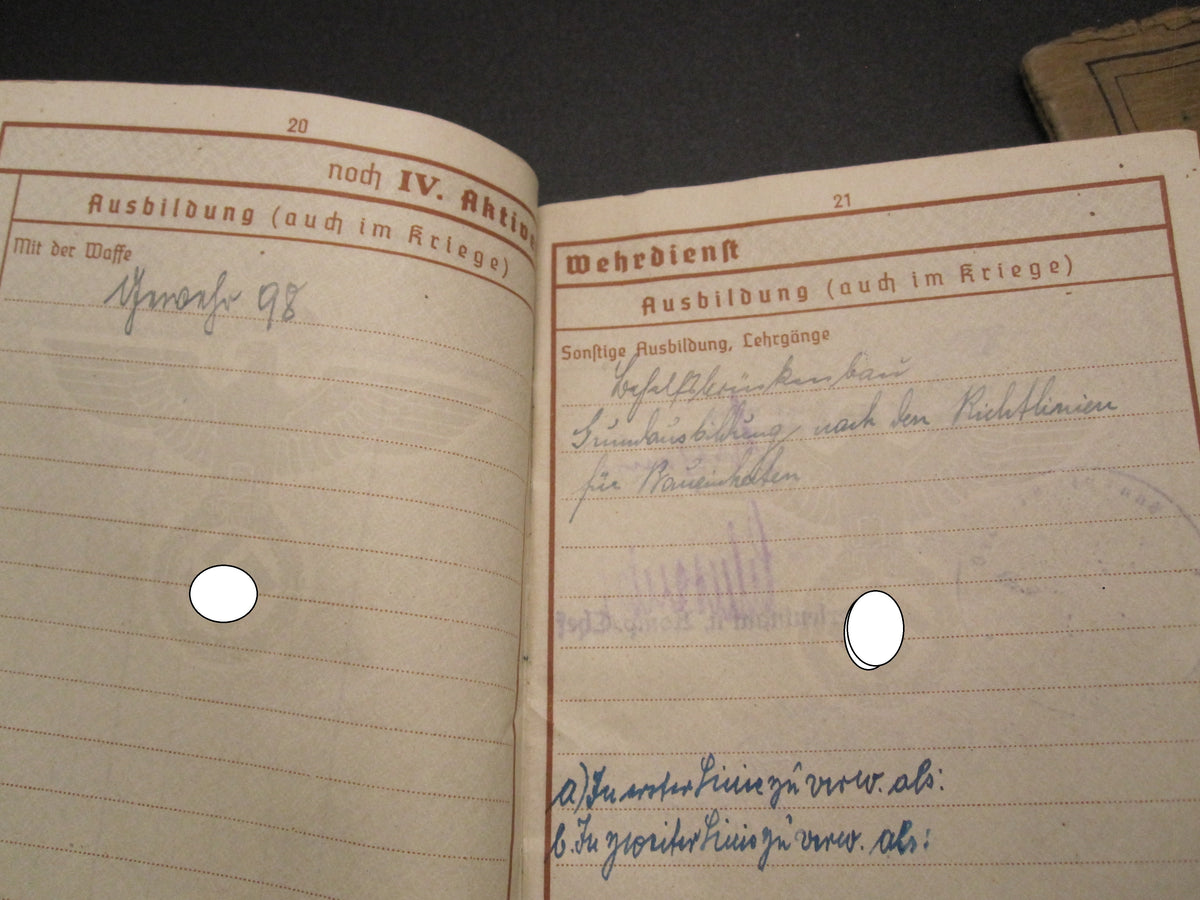 20
noch IV. Aktive
Ausbildung (auch im Kriege)
Mit der Waffe
Gewehr 98
21
Wehrdienst
Ausbildung (auch im Kriege)
Sonstige Ausbildung, Lehrgänge
Behelfsbrückenbau
Grundausbildung nach den Richtlinien
für Baueinheiten
a) In erster Linie zu verw. als:
b. In zweiter Linie zu verw. als: